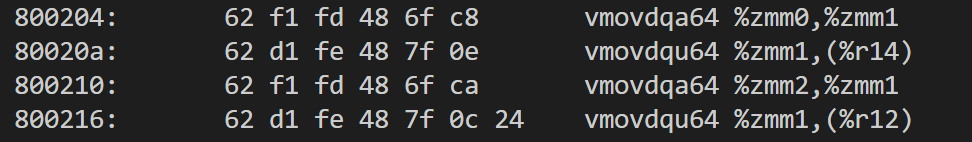 800204: 62 f1 fd 48 6f c8 vmovdqa64 %zmm0,%zmm1
80020a: 62 d1 fe 48 7f 0e vmovdqu64 %zmm1,(%r14)
800210: 62 f1 fd 48 6f ca vmovdqa64 %zmm2,%zmm1
800216: 62 d1 fe 48 7f 0c 24 vmovdqu64 %zmm1,(%r12)